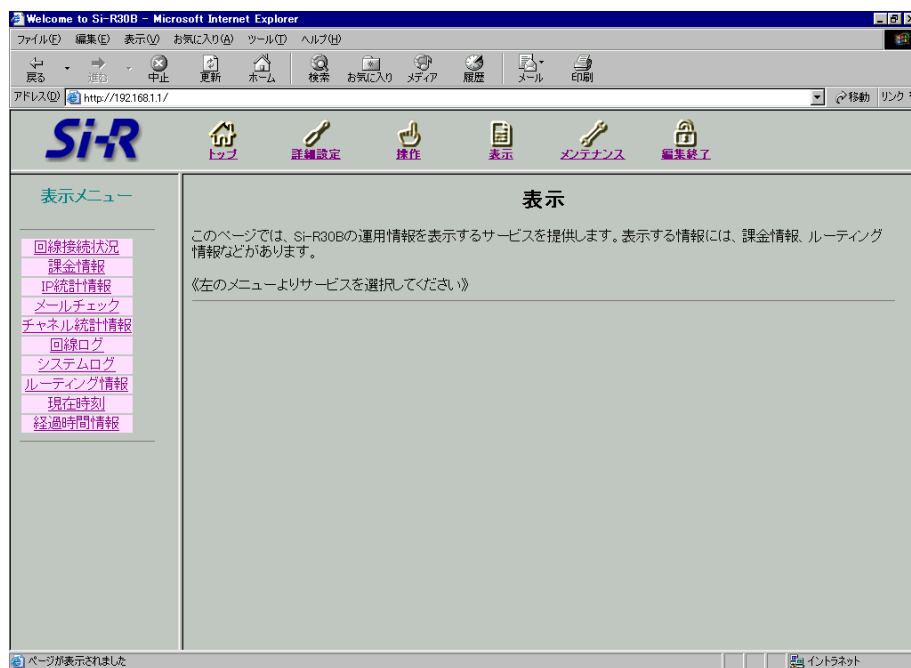 Welcome to Si-R30B - Microsoft Internet Explorer
ファイル(F) 編集(E) 表示(V) お気に入り(A) ツール(T) ヘルプ(H)
戻る 進む 中止 更新 ホーム 検索 お気に入り メディア 履歴 メール 印刷
アドレス(D) http://192.168.1.1/ 移動 リンク
Si-R
トップ 詳細設定 操作 表示 メンテナンス 編集終了
表示メニュー
回線接続状況
課金情報
IP統計情報
メールチェック
チャネル統計情報
回線ログ
システムログ
ルーティング情報
現在時刻
経過時間情報
表示
このページでは、Si-R30Bの運用情報を表示するサービスを提供します。表示する情報には、課金情報、ルーティング
情報などがあります。
《左のメニューよりサービスを選択してください》
ページが表示されました イントラネット